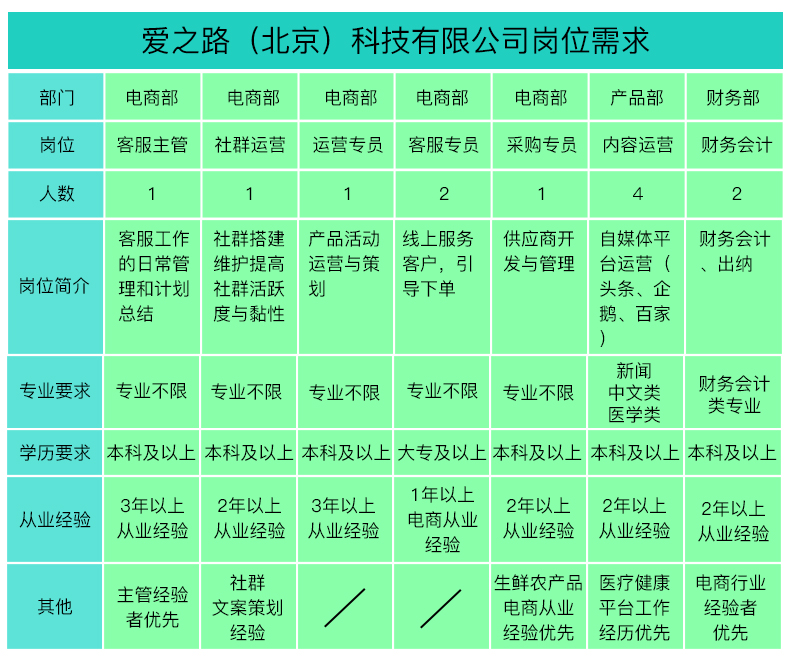 爱之路（北京）科技有限公司岗位需求
部门 电商部 电商部 电商部 电商部 电商部 产品部 财务部
岗位 客服主管 社群运营 运营专员 客服专员 采购专员 内容运营 财务会计
人数 1 1 1 2 1 4 2
岗位简介
客服工作
的日常管
理和计划
总结
社群搭建
维护提高
社群活跃
度与黏性
产品活动
运营与策
划
线上服务
客户，引
导下单
供应商开
发与管理
自媒体平
台运营（
头条、企
鹅、百家
）
财务会计
、出纳
专业要求 专业不限 专业不限 专业不限 专业不限 专业不限
新闻
中文类
医学类
财务会计
类专业
学历要求 本科及以上 本科及以上 本科及以上 大专及以上 本科及以上 本科及以上 本科及以上
从业经验
3年以上
从业经验
2年以上
从业经验
3年以上
从业经验
1年以上
电商从业
经验
2年以上
从业经验
2年以上
从业经验
2年以上
从业经验
其他
主管经验
者优先
社群
文案策划
经验
／
／
生鲜农产品
电商从业
经验优先
医疗健康
平台工作
经历优先
电商行业
经验者
优先